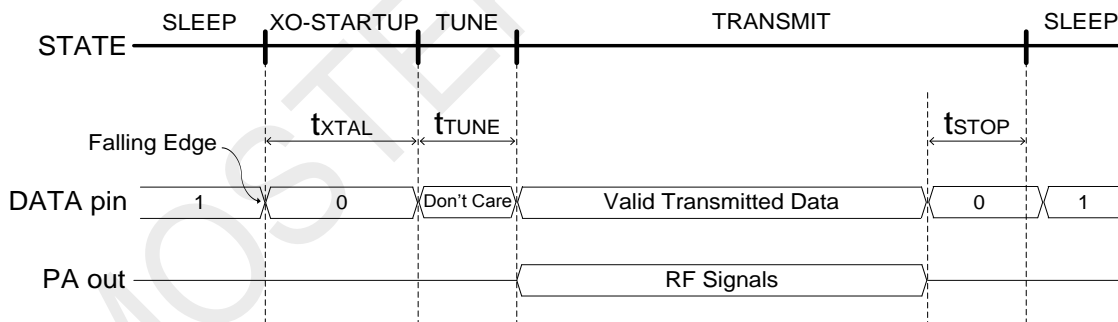 SLEEP XO-STARTUP TUNE TRANSMIT SLEEP
STATE
tXTAL tTUNE tSTOP
Falling Edge
DATA pin 1 0 Don't Care Valid Transmitted Data 0 1
PA out RF Signals